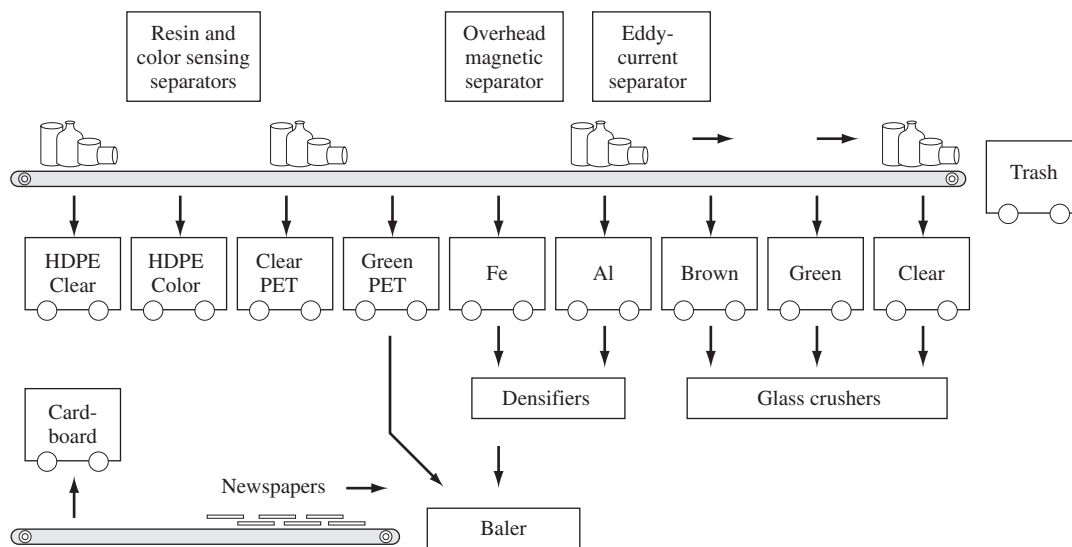 Resin and
color sensing
separators
Overhead
magnetic
separator
Eddy-
current
separator
Trash
HDPE
Clear
HDPE
Color
Clear
PET
Green
PET
Fe
Al
Brown
Green
Clear
Densifiers
Glass crushers
Card-
board
Newspapers
Baler